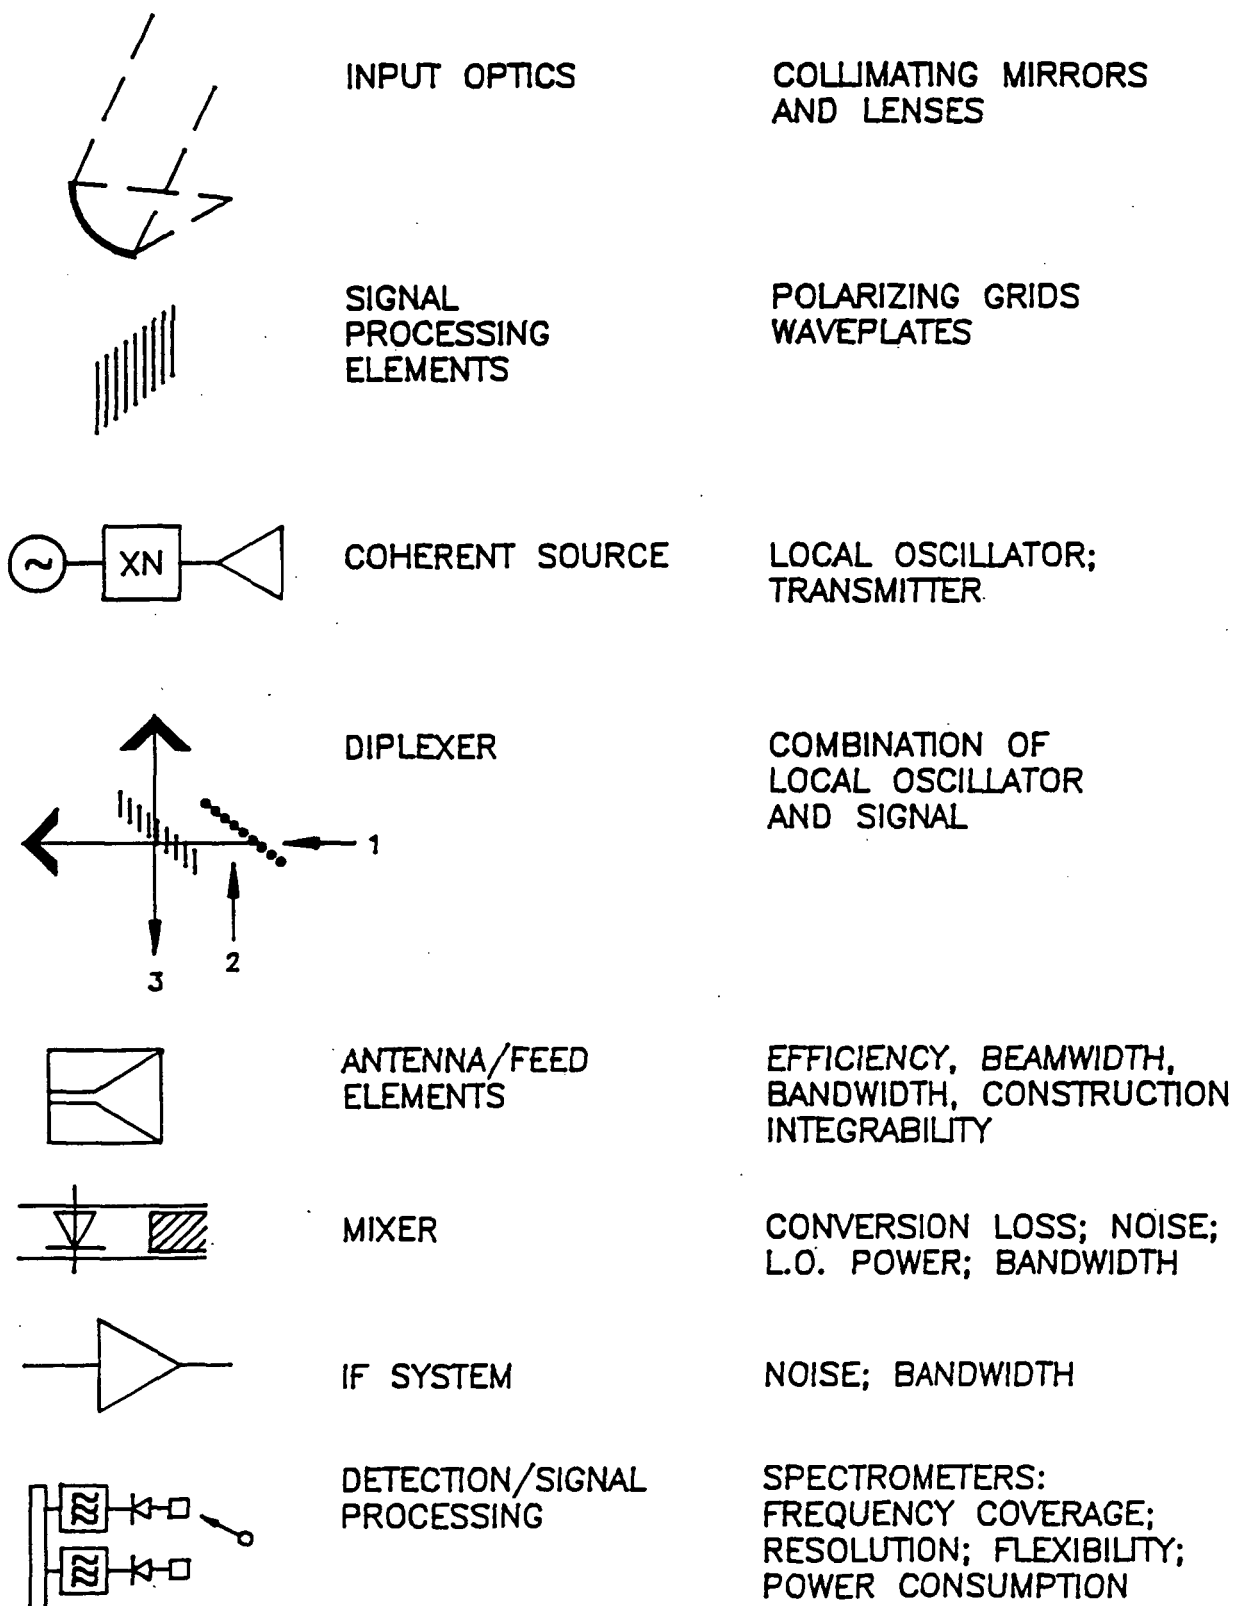 INPUT OPTICS
COLLIMATING MIRRORS
AND LENSES
SIGNAL
PROCESSING
ELEMENTS
POLARIZING GRIDS
WAVEPLATES
XN
COHERENT SOURCE
LOCAL OSCILLATOR;
TRANSMITTER
DIPLEXER
COMBINATION OF
LOCAL OSCILLATOR
AND SIGNAL
1
2
3
ANTENNA/FEED
ELEMENTS
EFFICIENCY, BEAMWIDTH,
BANDWIDTH, CONSTRUCTION
INTEGRABILITY
MIXER
CONVERSION LOSS; NOISE;
L.O. POWER; BANDWIDTH
IF SYSTEM
NOISE; BANDWIDTH
DETECTION/SIGNAL
PROCESSING
SPECTROMETERS:
FREQUENCY COVERAGE;
RESOLUTION; FLEXIBILITY;
POWER CONSUMPTION